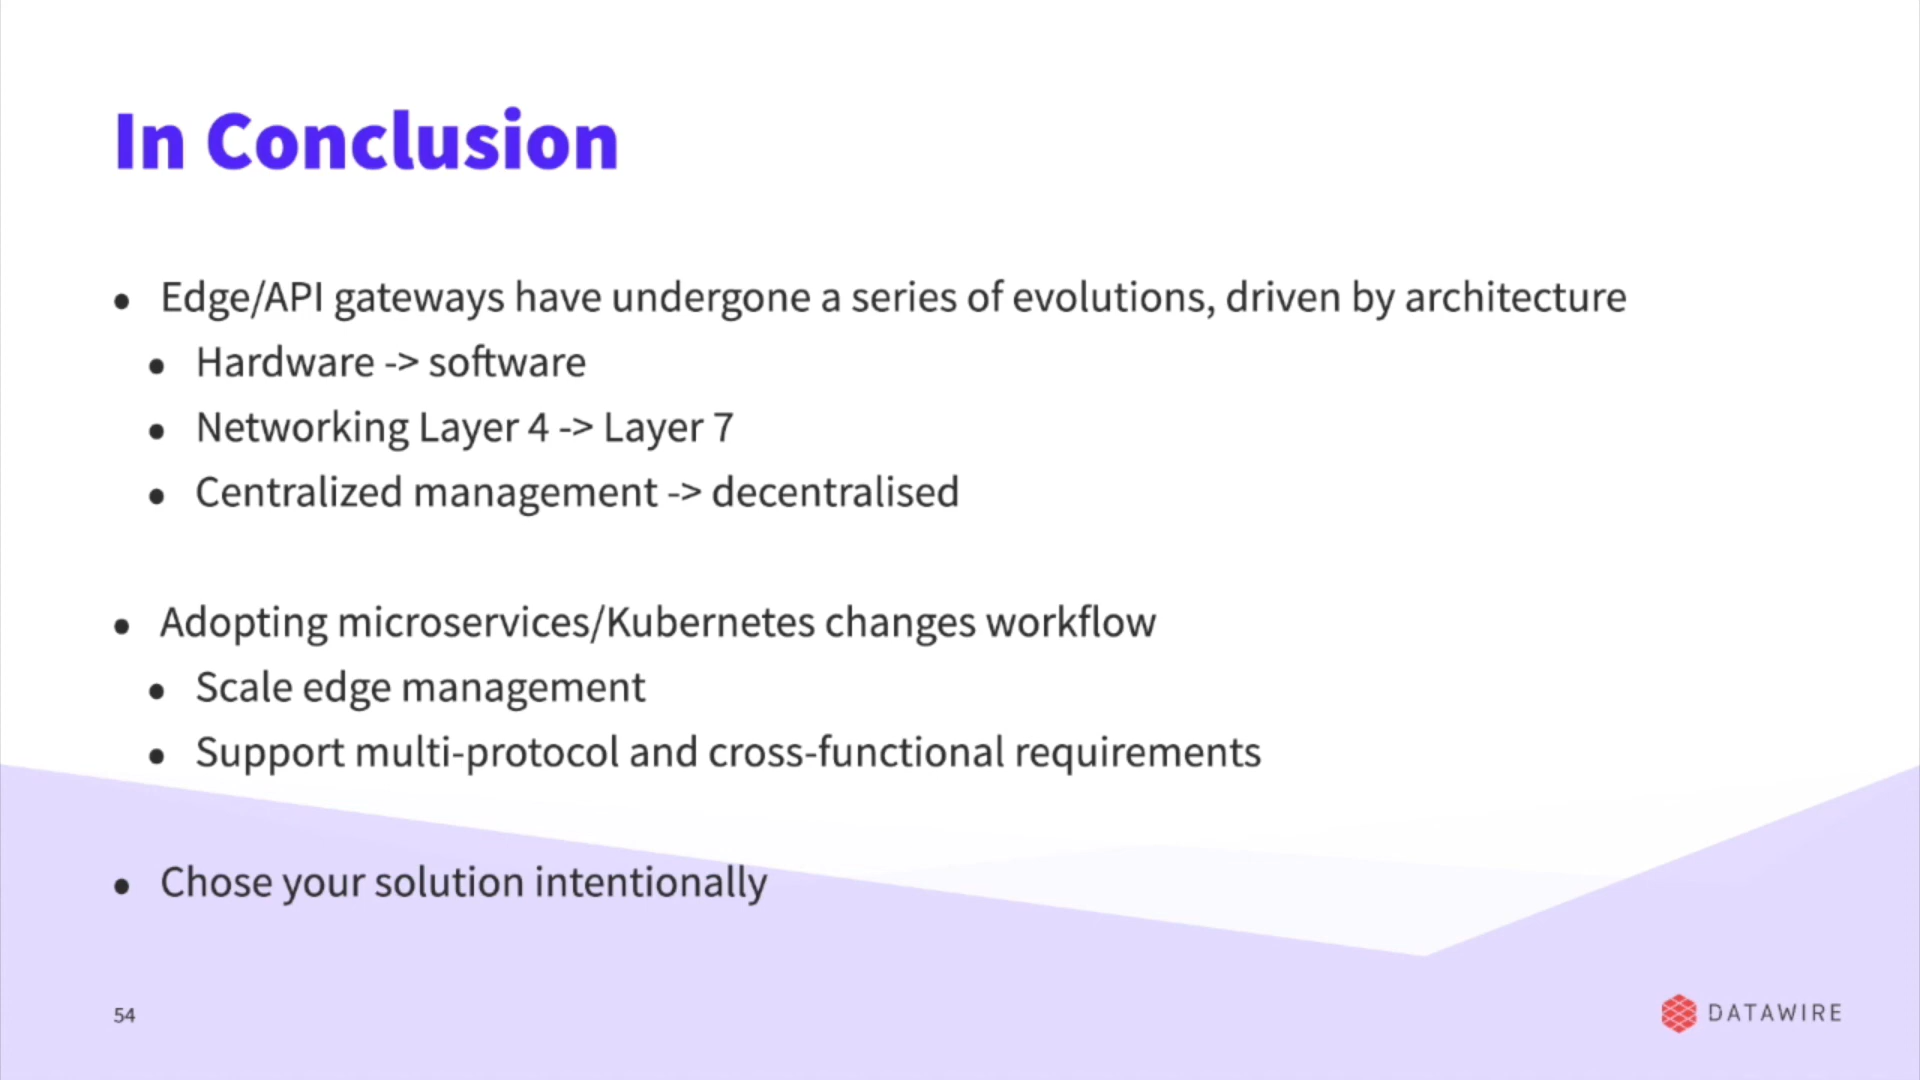 In Conclusion
• Edge/API gateways have undergone a series of evolutions, driven by architecture
• Hardware -> software
• Networking Layer 4 -> Layer 7
• Centralized management -> decentralised
• Adopting microservices/Kubernetes changes workflow
• Scale edge management
• Support multi-protocol and cross-functional requirements
• Chose your solution intentionally
54
DATAWIRE